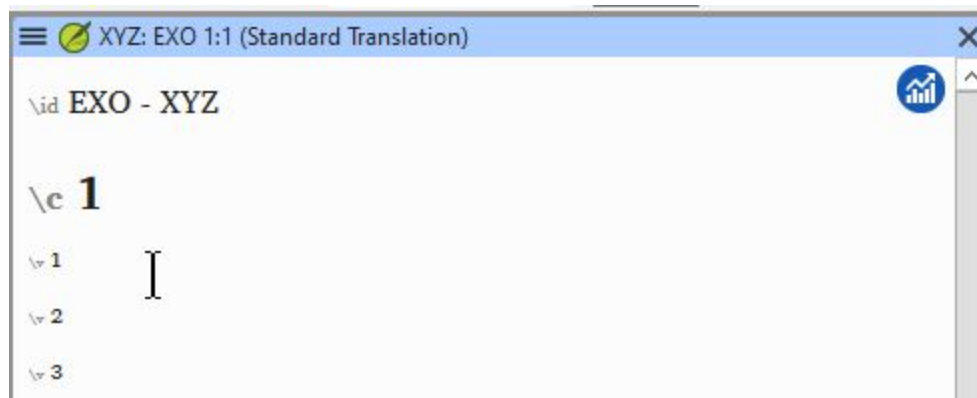 XYZ: EXO 1:1 (Standard Translation)
\id EXO - XYZ
\c 1
\v 1
\v 2
\v 3